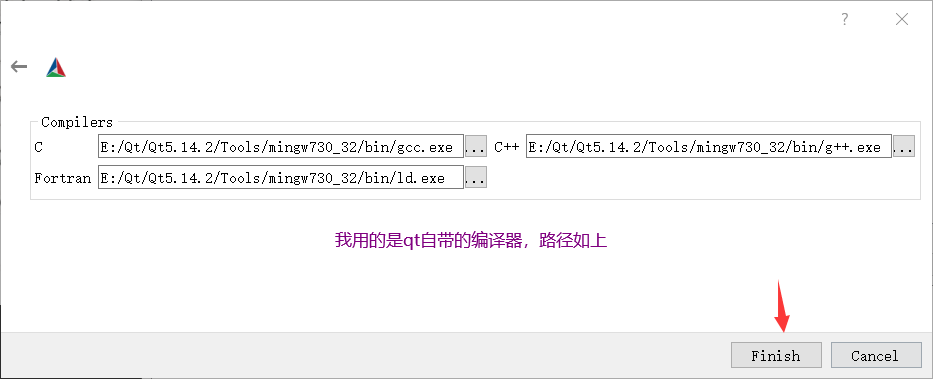 ?
Compilers
C E:/Qt/Qt5.14.2/Tools/mingw730_32/bin/gcc.exe ... C++ E:/Qt/Qt5.14.2/Tools/mingw730_32/bin/g++.exe ...
Fortran E:/Qt/Qt5.14.2/Tools/mingw730_32/bin/ld.exe ...
我用的是qt自带的编译器，路径如上
Finish Cancel